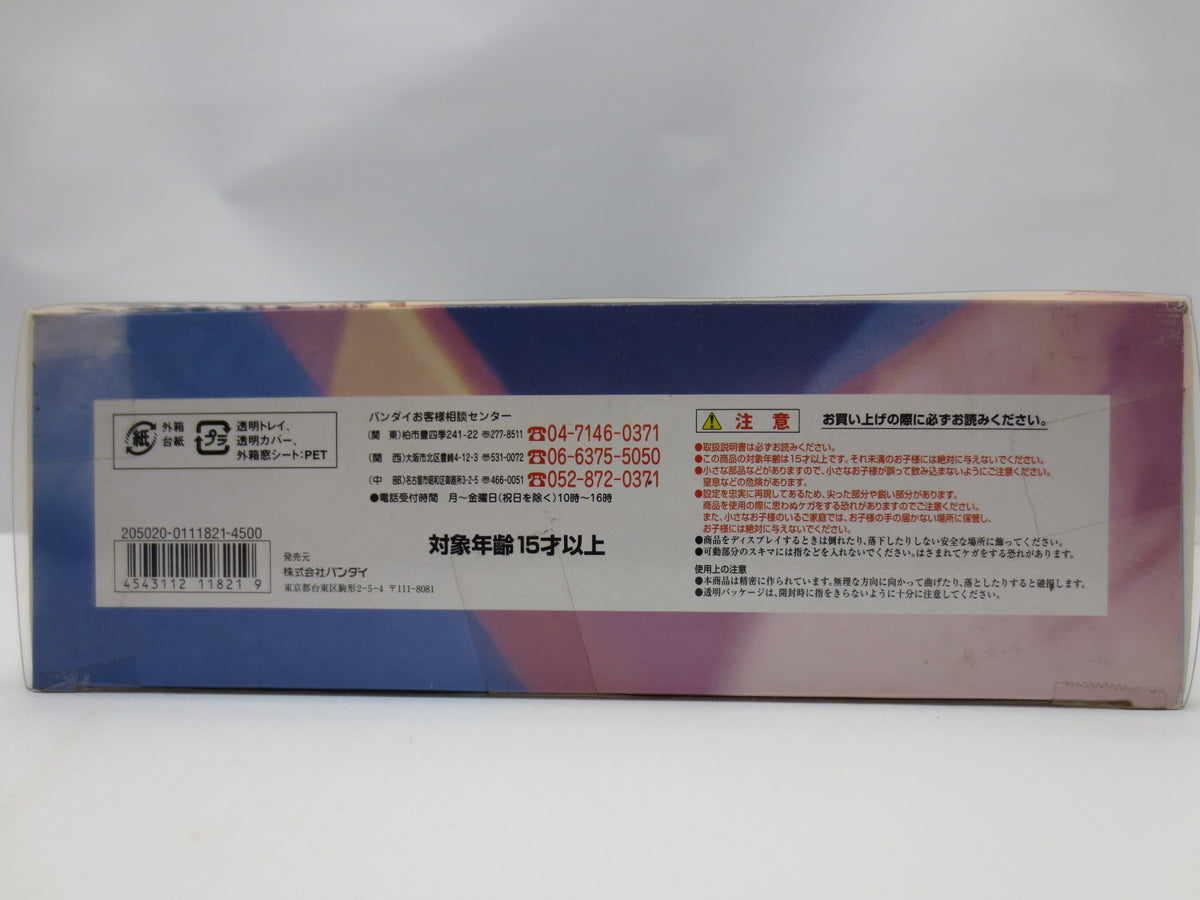 紙
外箱
台紙
プラ
透明トレイ、
透明カバー、
外箱窓シート:PET
205020-0111821-4500
4543112 118219
発売元
株式会社バンダイ
東京都台東区駒形2-5-4 〒111-8081
バンダイお客様相談センター
(関 東)柏市豊四季241-22 〒277-8511 ☎04-7146-0371
(関 西)大阪市北区豊崎4-12-3 〒531-0072 ☎06-6375-5050
(中 部)名古屋市昭和区御器所3-2-5 〒466-0051 ☎052-872-0371
●電話受付時間 月〜金曜日(祝日を除く)10時〜16時
対象年齢15才以上
注 意 お買い上げの際に必ずお読みください。
●取扱説明書は必ずお読みください。
●この商品の対象年齢は15才以上です。それ未満のお子様には絶対に与えないでください。
●小さな部品などがありますので、小さなお子様が誤って飲み込まないようにご注意ください。
窒息などの危険があります。
●設定を忠実に再現してあるため、尖った部分や鋭い部分があります。
商品を使用の際に思わぬケガをする恐れがありますのでご注意ください。
また、小さなお子様のいるご家庭では、お子様の手の届かない場所に保管し、
お子様には絶対に与えないでください。
●商品をディスプレイするときは倒れたり、落下したりしない安全な場所に飾ってください。
●可動部分のスキマには指などを入れないでください。はさまれてケガをする恐れがあります。
使用上の注意
●本商品は精密に作られています。無理な方向に向かって曲げたり、落としたりすると破損します。
●透明パッケージは、開封時に指をきらないように十分に注意してください。